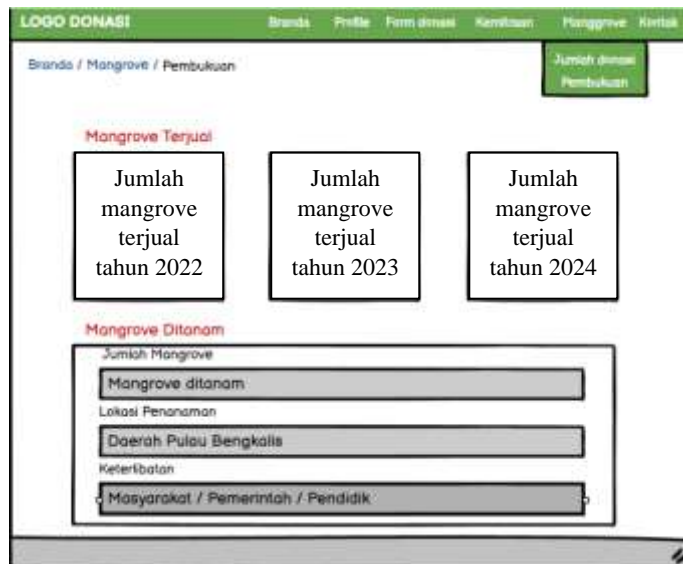 LOGO DONASI Branda Profile Form donasi Kemitraan Manggrove Kontak
Branda / Mangrove / Pembukuan
Jumlah donasi
Pembukuan
Mangrove Terjual
Jumlah
mangrove
terjual
tahun 2022
Jumlah
mangrove
terjual
tahun 2023
Jumlah
mangrove
terjual
tahun 2024
Mangrove Ditanam
Jumlah Mangrove
Mangrove ditanam
Lokasi Penanaman
Daerah Pulau Bengkalis
Keterlibatan
Masyarakat / Pemerintah / Pendidik